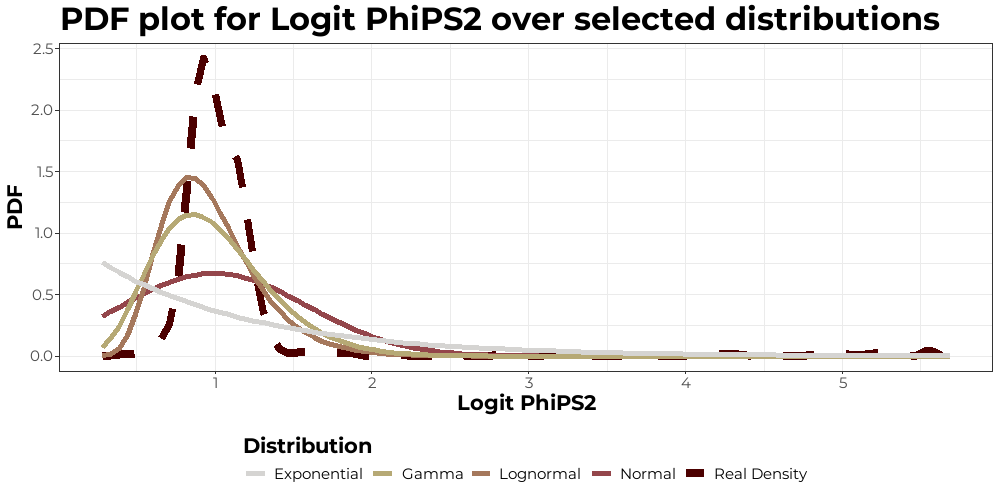 PDF plot for Logit PhiPS2 over selected distributions
2.5
2.0
1.5
1.0
0.5
0.0
PDF
1 2 3 4 5
Logit PhiPS2
Distribution
Exponential Gamma Lognormal Normal Real Density